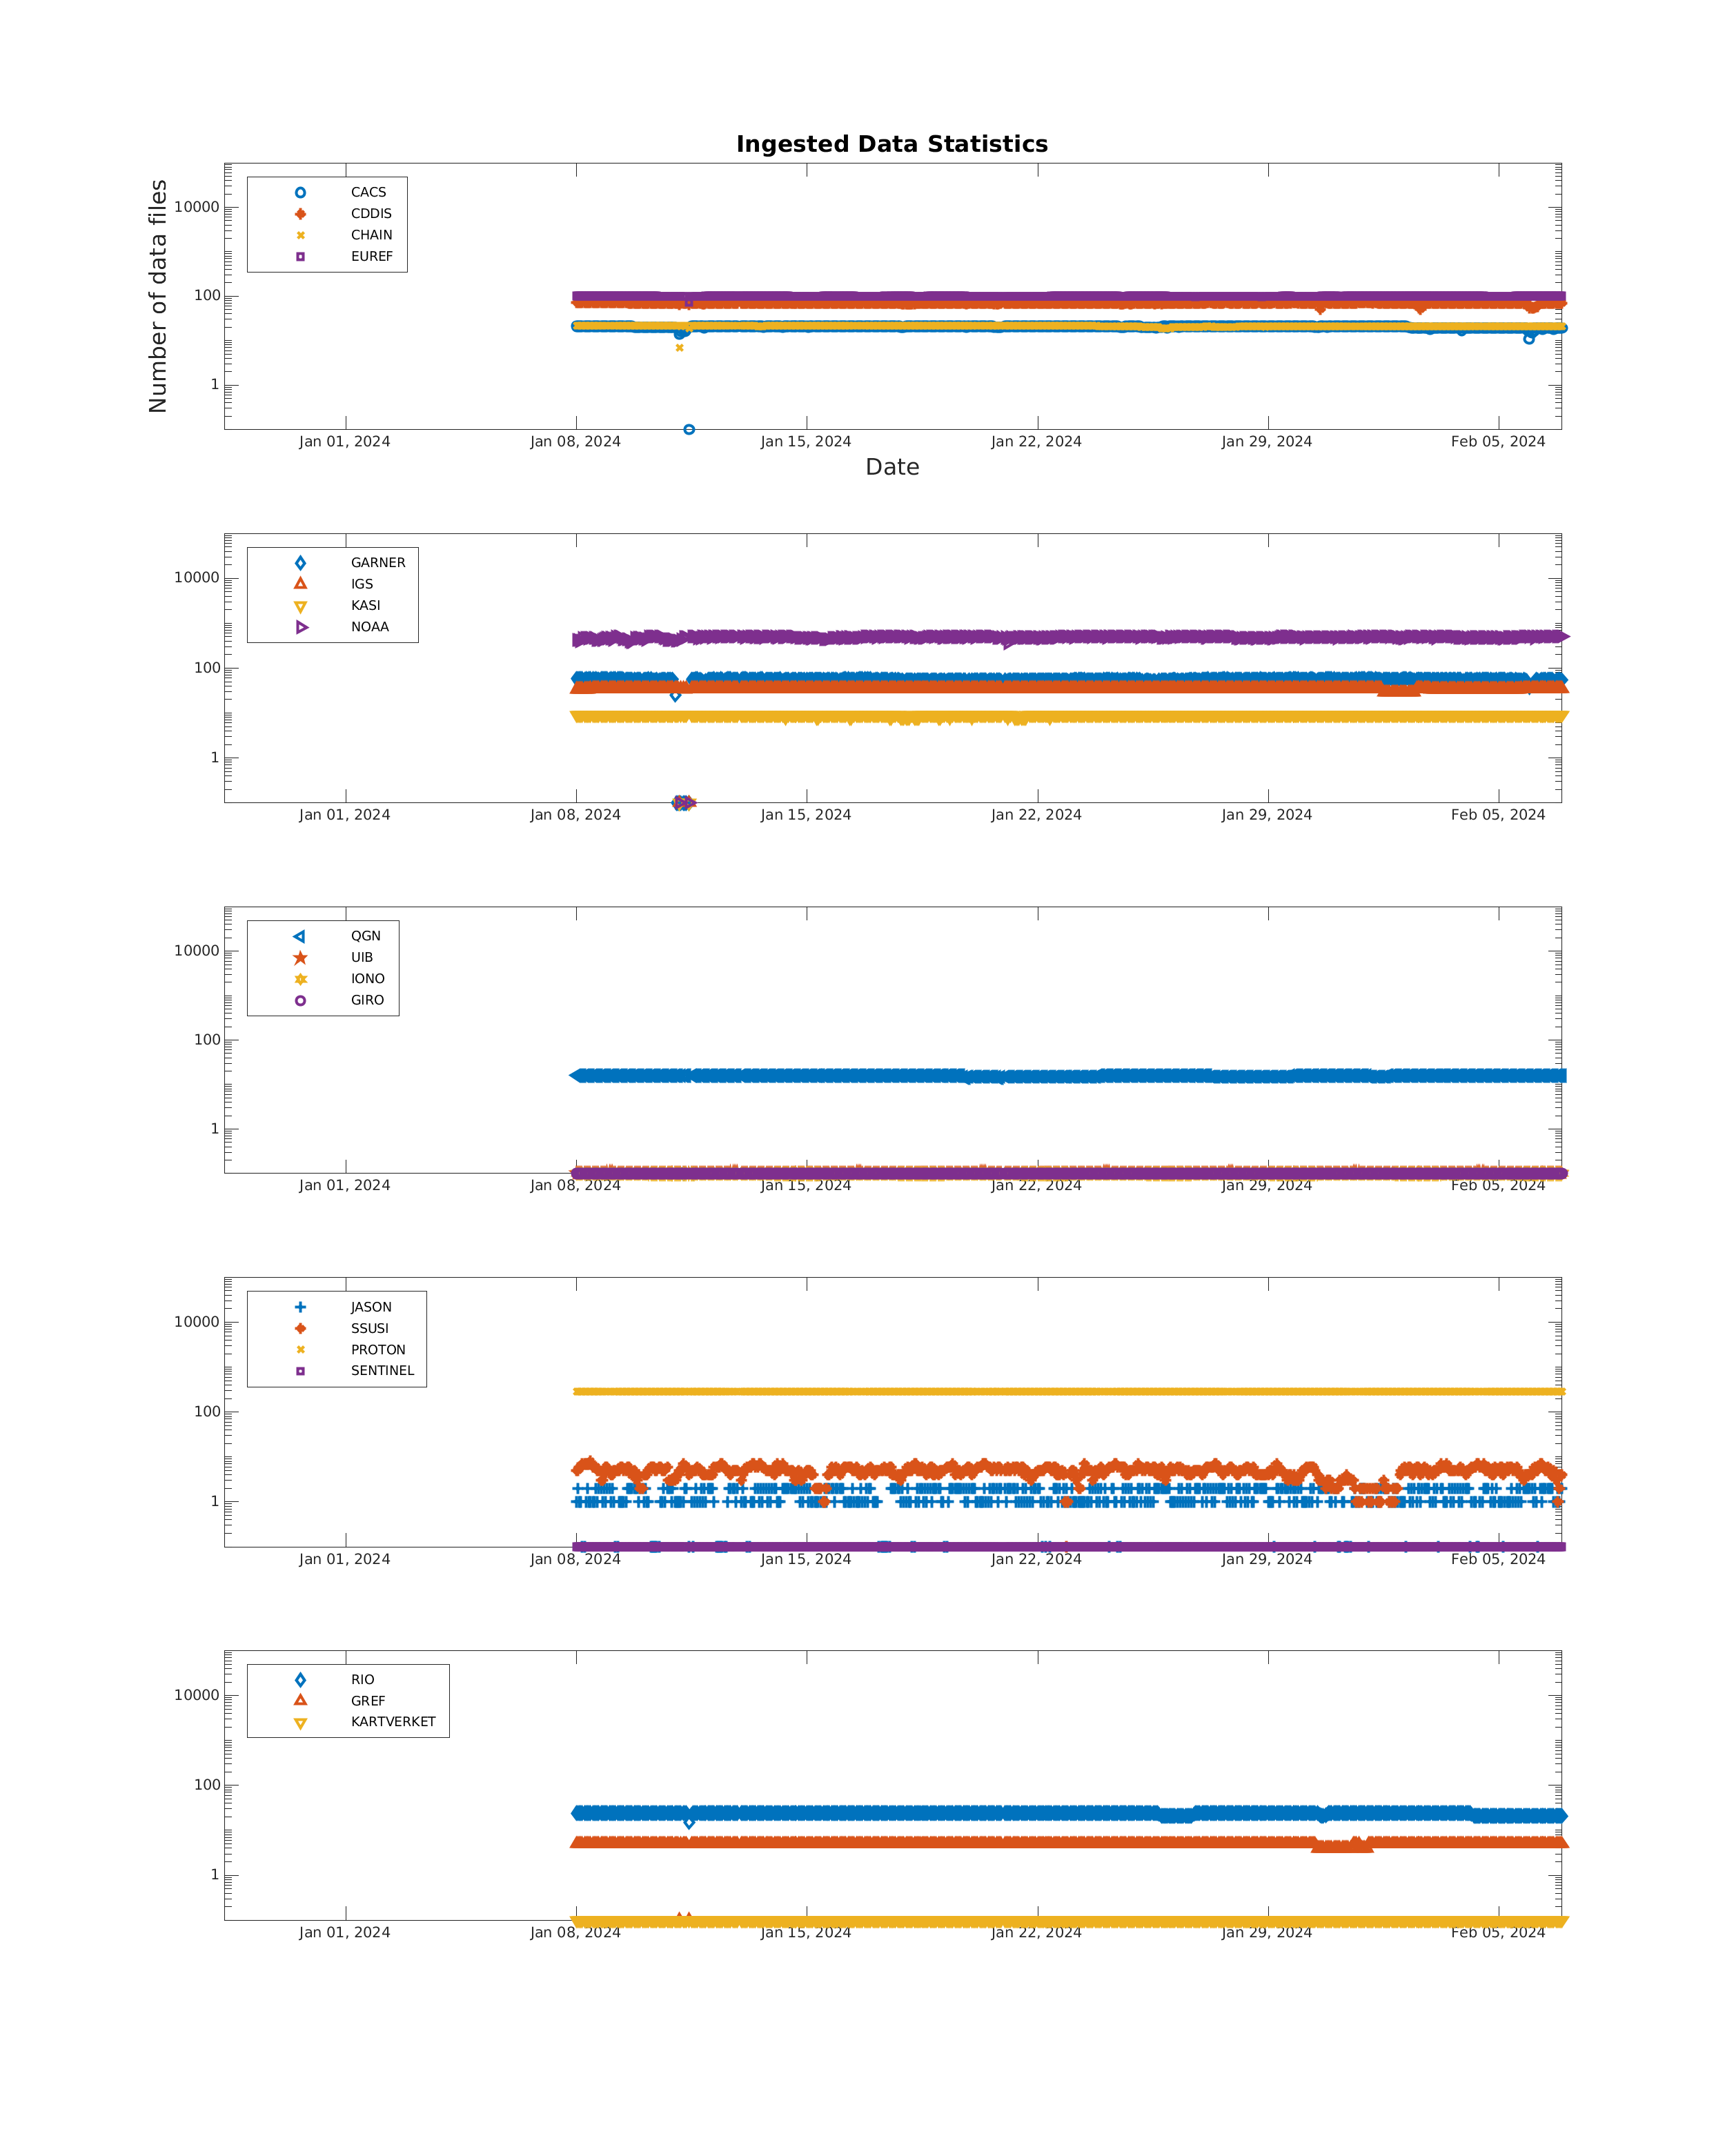 Ingested Data Statistics
Number of data files
CACS
CDDIS
CHAIN
EUREF
10000
100
1
Jan 01, 2024 Jan 08, 2024 Jan 15, 2024 Jan 22, 2024 Jan 29, 2024 Feb 05, 2024
Date
GARNER
IGS
KASI
NOAA
10000
100
1
Jan 01, 2024 Jan 08, 2024 Jan 15, 2024 Jan 22, 2024 Jan 29, 2024 Feb 05, 2024
QGN
UIB
IONO
GIRO
10000
100
1
Jan 01, 2024 Jan 08, 2024 Jan 15, 2024 Jan 22, 2024 Jan 29, 2024 Feb 05, 2024
JASON
SSUSI
PROTON
SENTINEL
10000
100
1
Jan 01, 2024 Jan 08, 2024 Jan 15, 2024 Jan 22, 2024 Jan 29, 2024 Feb 05, 2024
RIO
GREF
KARTVERKET
10000
100
1
Jan 01, 2024 Jan 08, 2024 Jan 15, 2024 Jan 22, 2024 Jan 29, 2024 Feb 05, 2024